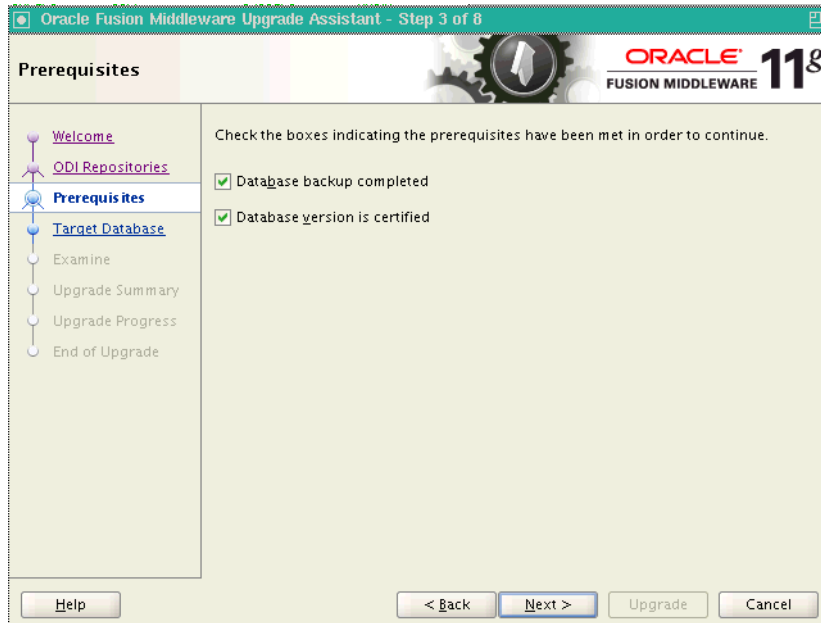 Oracle Fusion Middleware Upgrade Assistant - Step 3 of 8
Prerequisites
ORACLE
FUSION MIDDLEWARE
11g
Welcome
ODI Repositories
Prerequisites
Target Database
Examine
Upgrade Summary
Upgrade Progress
End of Upgrade
Check the boxes indicating the prerequisites have been met in order to continue.
Database backup completed
Database version is certified
Help
< Back
Next >
Upgrade
Cancel